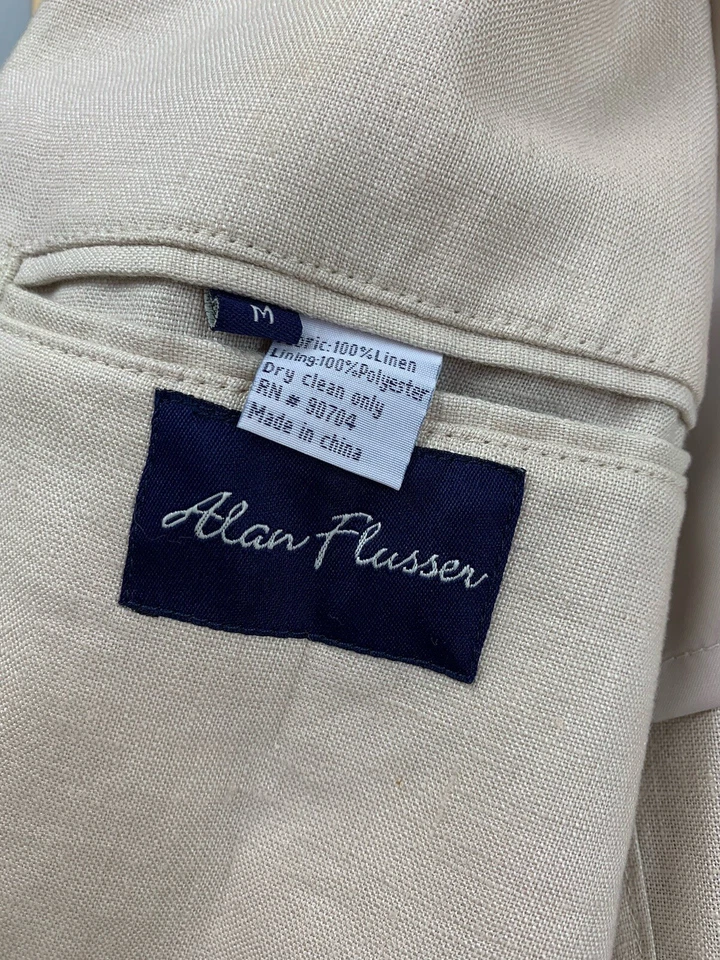 M
ric:100%Linen
Lining:100%Polyester
Dry clean only
RN # 90704
Made in china
Alan Flusser